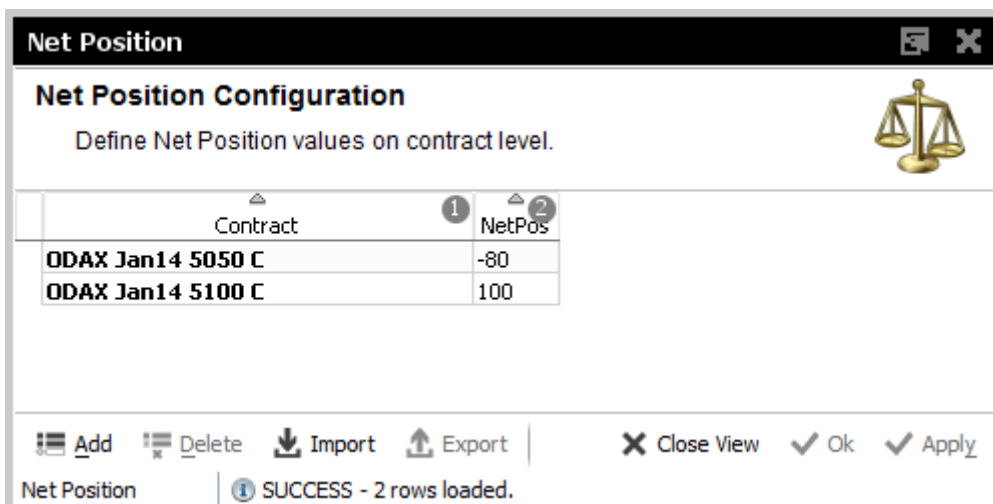 Net Position
Net Position Configuration
Define Net Position values on contract level.
Contract 1 NetPos 2
ODAX Jan14 5050 C -80
ODAX Jan14 5100 C 100
Add Delete Import Export Close View Ok Apply
Net Position SUCCESS - 2 rows loaded.